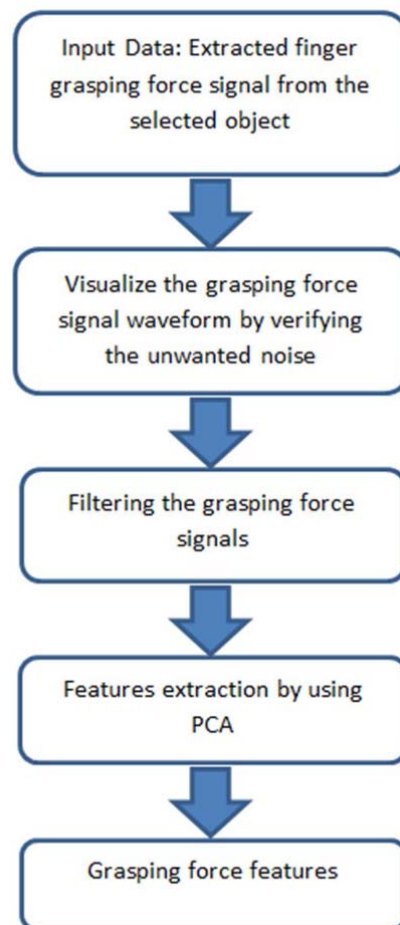 Input Data: Extracted finger
grasping force signal from the
selected object
Visualize the grasping force
signal waveform by verifying
the unwanted noise
Filtering the grasping force
signals
Features extraction by using
PCA
Grasping force features